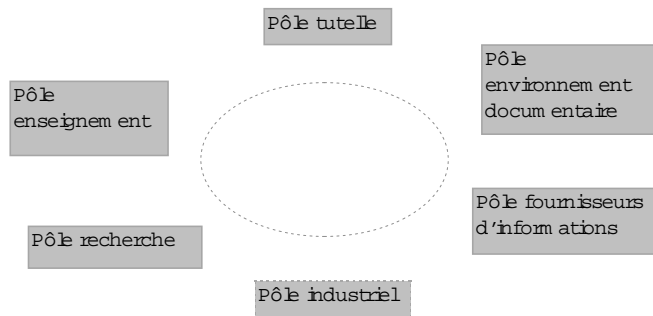 Pôle tutelle
Pôle
environnement
documentaire
Pôle
enseignement
Pôle fournisseurs
d'informations
Pôle recherche
Pôle industriel